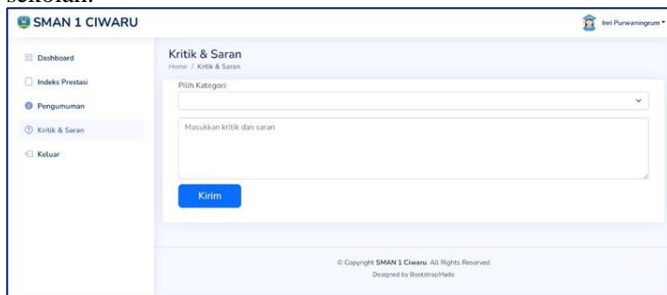 sekolah.
SMAN 1 CIWARU
Inri Purwaningrum
Dashboard
Indeks Prestasi
Pengumuman
Kritik & Saran
Keluar
Kritik & Saran
Home / Kritik & Saran
Pilih Kategori:
Masukkan kritik dan saran
Kirim
© Copyright SMAN 1 Ciwaru. All Rights Reserved
Designed by BootstrapMade